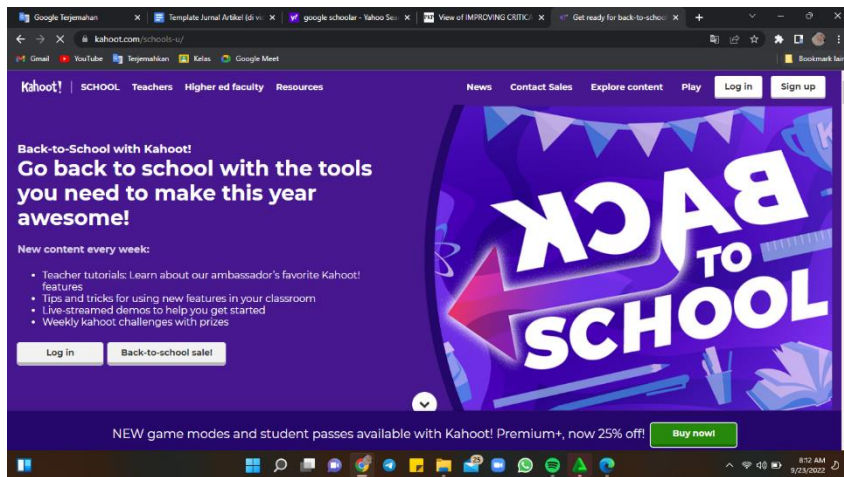 Google Terjemahan
Template Jurnal Artikel (di vi
google schoolar - Yahoo Sea
View of IMPROVING CRITICA
Get ready for back-to-school
kahoot.com/schools-u/
Gmail YouTube Terjemahkan Kelas Google Meet Bookmark lain
Kahoot! SCHOOL Teachers Higher ed faculty Resources News Contact Sales Explore content Play Log in Sign up
Back-to-School with Kahoot!
Go back to school with the tools
you need to make this year
awesome!
New content every week:
Teacher tutorials: Learn about our ambassador's favorite Kahoot!
features
Tips and tricks for using new features in your classroom
Live-streamed demos to help you get started
Weekly kahoot challenges with prizes
Log in Back-to-school sale!
BACK
TO
SCHOOL
K
NEW game modes and student passes available with Kahoot! Premium+, now 25% off! Buy now!
25
8:12 AM
9/23/2022